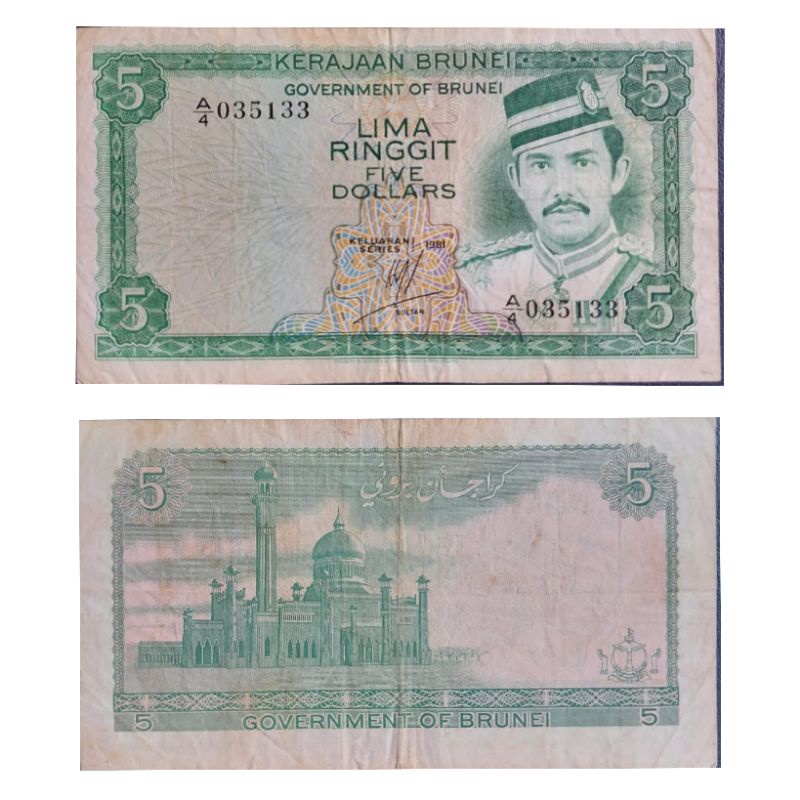 5
KERAJAAN BRUNEI
5
GOVERNMENT OF BRUNEI
A/4 035133
LIMA
RINGGIT
FIVE
DOLLARS
KELUARAN
SERIES
1981
SULTAN
5
A/4 035133
5
5
كراجأن بروني
5
5
GOVERNMENT OF BRUNEI
5